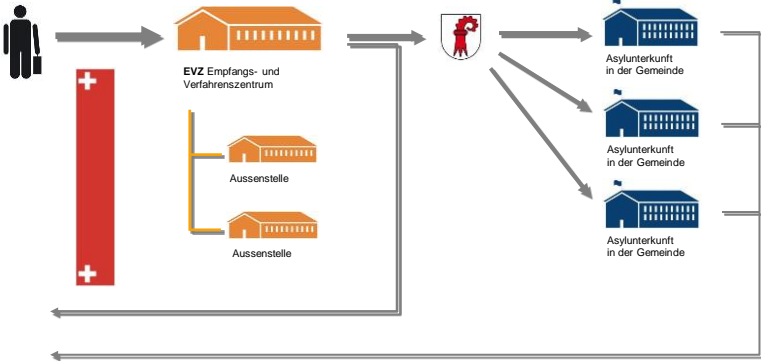 EVZ Empfangs- und
Verfahrenszentrum
Aussenstelle
Aussenstelle
Asylunterkunft
in der Gemeinde
Asylunterkunft
in der Gemeinde
Asylunterkunft
in der Gemeinde